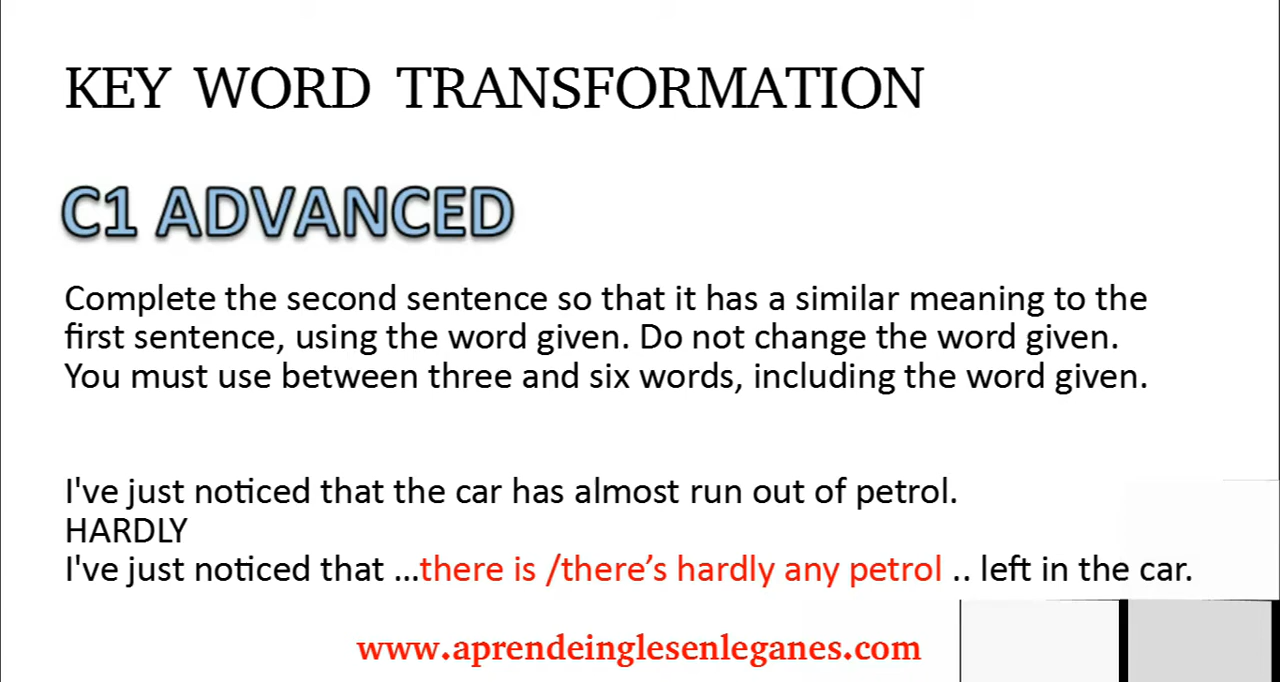 KEY WORD TRANSFORMATION
C1 ADVANCED
Complete the second sentence so that it has a similar meaning to the
first sentence, using the word given. Do not change the word given.
You must use between three and six words, including the word given.
I've just noticed that the car has almost run out of petrol.
HARDLY
I've just noticed that ...there is /there’s hardly any petrol .. left in the car.
www.aprendeinglesenleganes.com